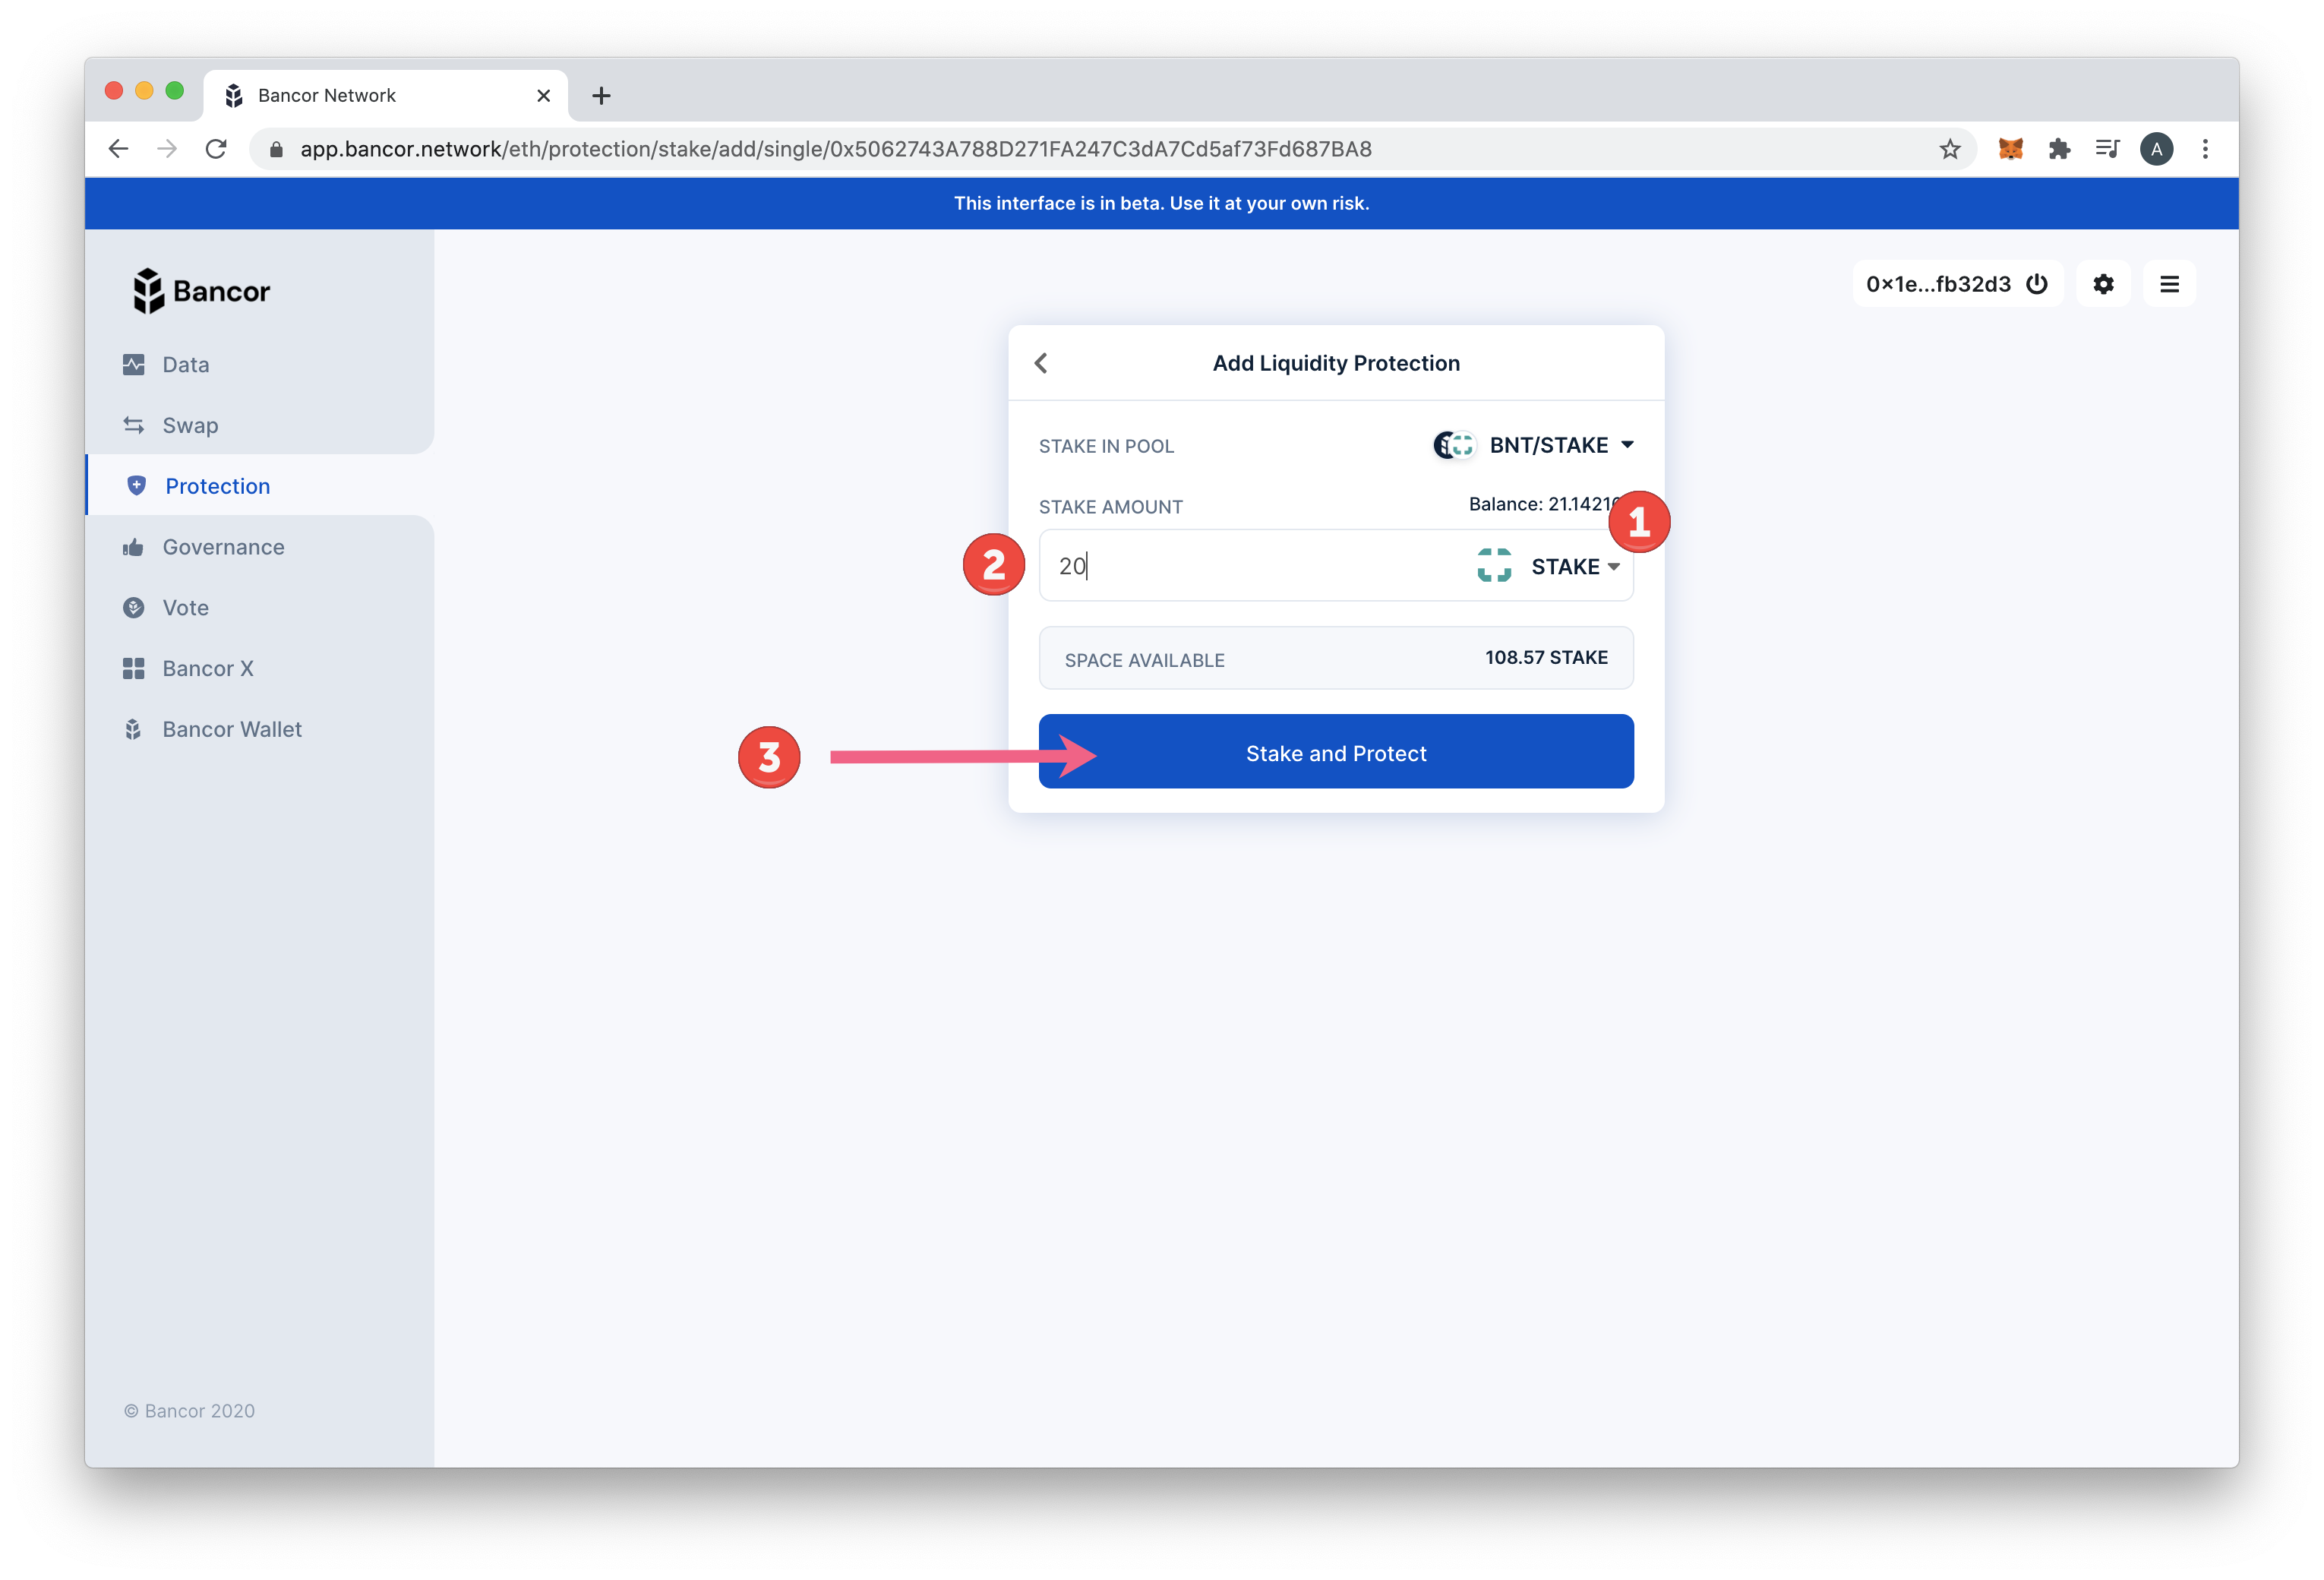 Bancor Network
app.bancor.network/eth/protection/stake/add/single/0x5062743A788D271FA247C3dA7Cd5af73Fd687BA8
A
This interface is in beta. Use it at your own risk.
Bancor
0x1e...fb32d3
Data
Swap
Protection
Governance
Vote
Bancor X
Bancor Wallet
Add Liquidity Protection
STAKE IN POOL
BNT/STAKE
STAKE AMOUNT
Balance: 21.1421
1
2
20
STAKE
SPACE AVAILABLE
108.57 STAKE
3
Stake and Protect
© Bancor 2020